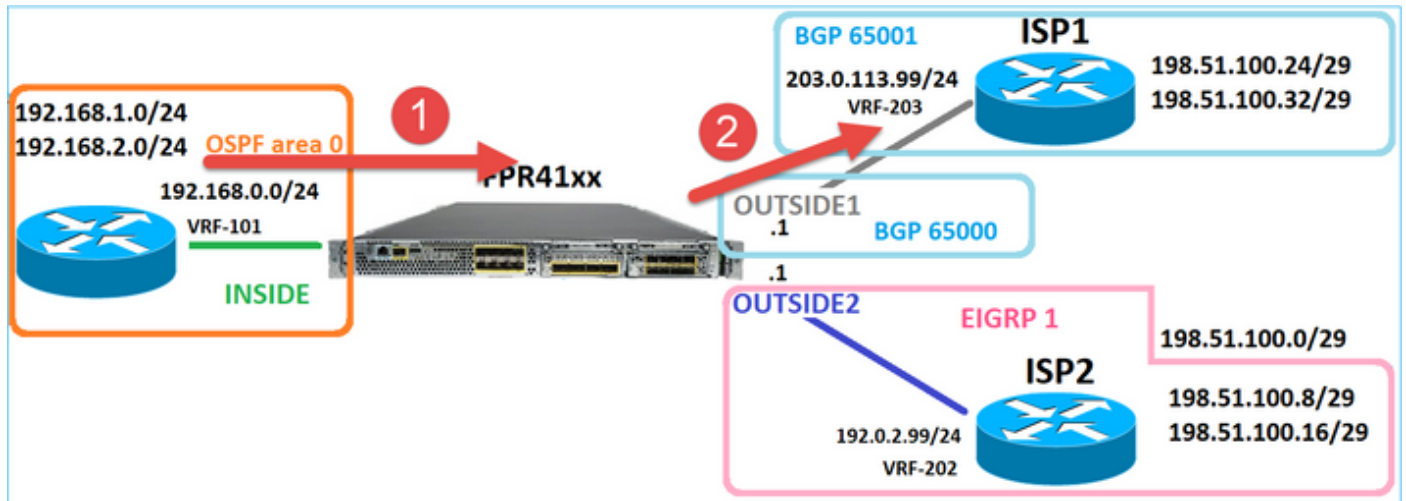 192.168.1.0/24
192.168.2.0/24
OSPF area 0
192.168.0.0/24
VRF-101
INSIDE
1
FPR41xx
2
BGP 65001
ISP1
203.0.113.99/24
VRF-203
198.51.100.24/29
198.51.100.32/29
OUTSIDE1
.1
BGP 65000
.1
OUTSIDE2
EIGRP 1
198.51.100.0/29
ISP2
198.51.100.8/29
198.51.100.16/29
192.0.2.99/24
VRF-202